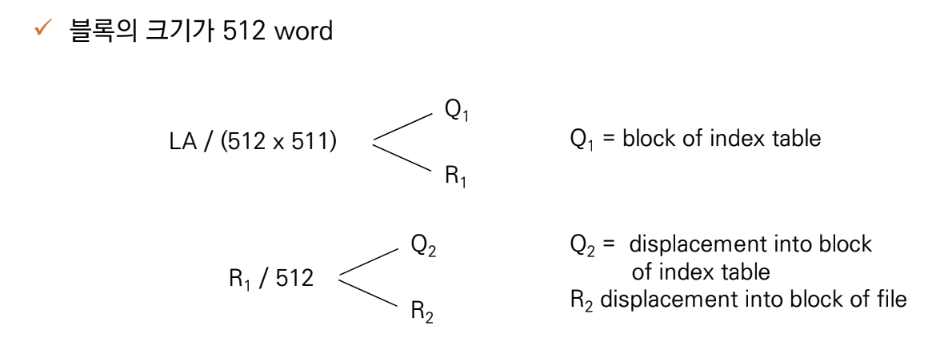 ✓ 블록의 크기가 512 word
Q₁
LA / (512 x 511)
Q₁ = block of index table
R₁
Q₂
Q₂ = displacement into block
of index table
R₁ / 512
R₂ displacement into block of file
R₂